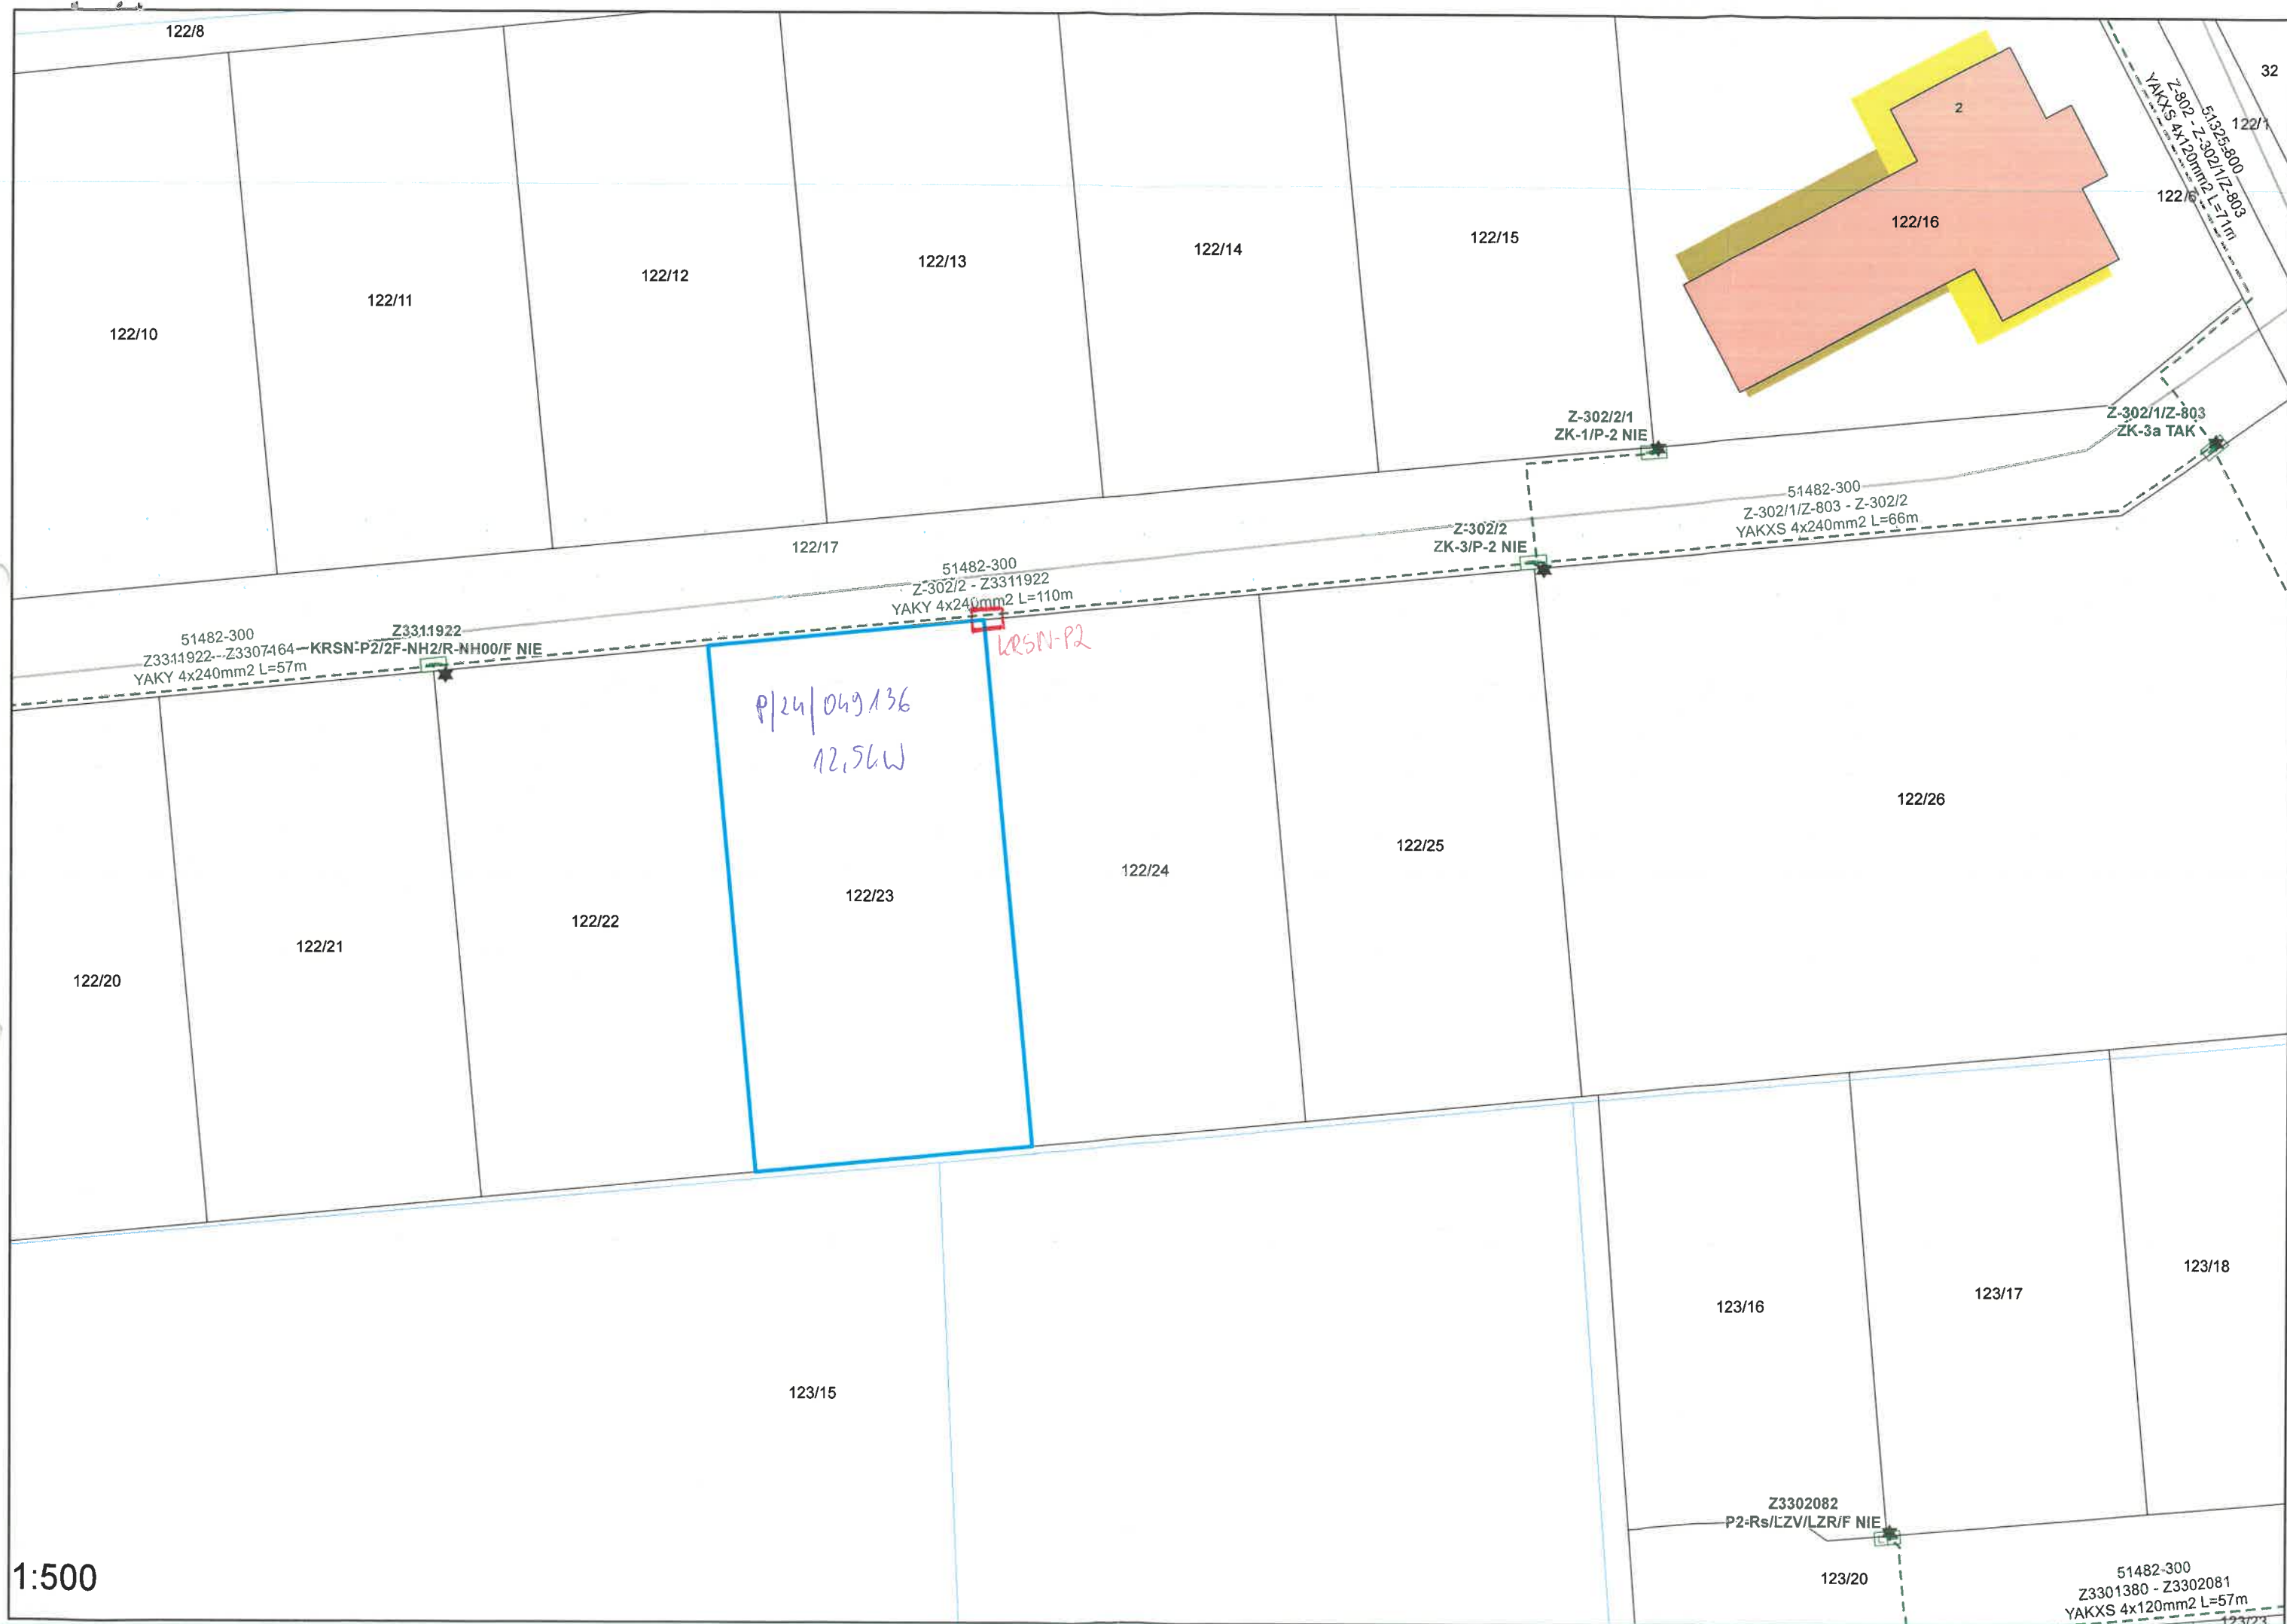 122/8
32
2
51325-800
Z-802 - Z-302/1/Z-803
YAKXS 4x120mm2 L=71m
122/1
122/6
122/16
122/15
122/14
122/13
122/12
122/11
122/10
Z-302/2/1
ZK-1/P-2 NIE
Z-302/1/Z-803
ZK-3a TAK
51482-300
Z-302/1/Z-803 - Z-302/2
YAKXS 4x240mm2 L=66m
Z-302/2
ZK-3/P-2 NIE
122/17
51482-300
Z-302/2 - Z3311922
YAKY 4x240mm2 L=110m
KRSN-P2
Z3311922
KRSN-P2/2F-NH2/R-NH00/F NIE
51482-300
Z3311922 - Z3307164
YAKY 4x240mm2 L=57m
P/24/049136
12,5kW
122/26
122/25
122/24
122/23
122/22
122/21
122/20
123/18
123/17
123/16
123/15
Z3302082
P2-Rs/LZV/LZR/F NIE
1:500
123/20
51482-300
Z3301380 - Z3302081
YAKXS 4x120mm2 L=57m
123/23